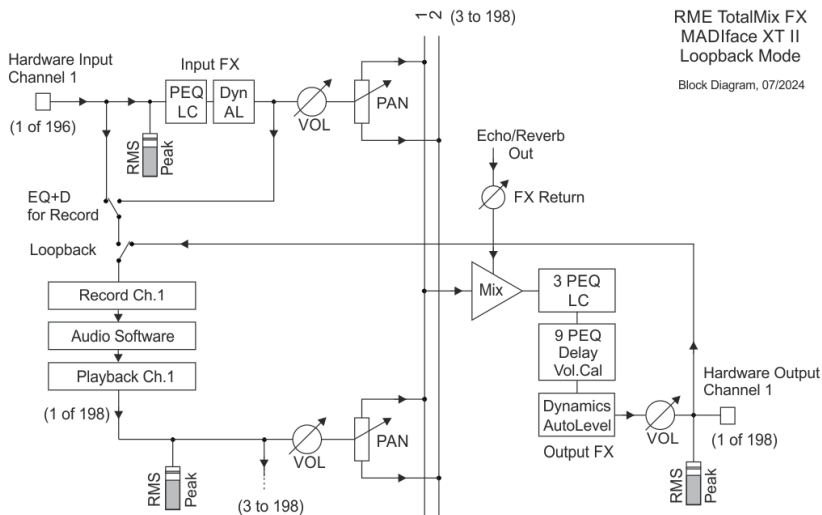 RME TotalMix FX
MADIface XT II
Loopback Mode
Block Diagram, 07/2024
1
2
(3 to 198)
Hardware Input
Channel 1
(1 of 196)
Input FX
PEQ
LC
Dyn
AL
VOL
PAN
RMS
Peak
Echo/Reverb
Out
FX Return
EQ+D
for Record
Loopback
Record Ch.1
Audio Software
Playback Ch.1
(1 of 198)
Mix
3 PEQ
LC
9 PEQ
Delay
Vol.Cal
Dynamics
AutoLevel
Output FX
VOL
Hardware Output
Channel 1
(1 of 198)
RMS
Peak
VOL
PAN
RMS
Peak
(3 to 198)